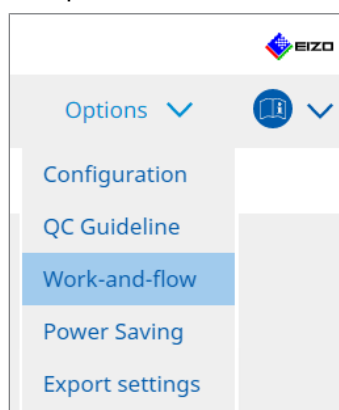 EIZO
Options
Configuration
QC Guideline
Work-and-flow
Power Saving
Export settings